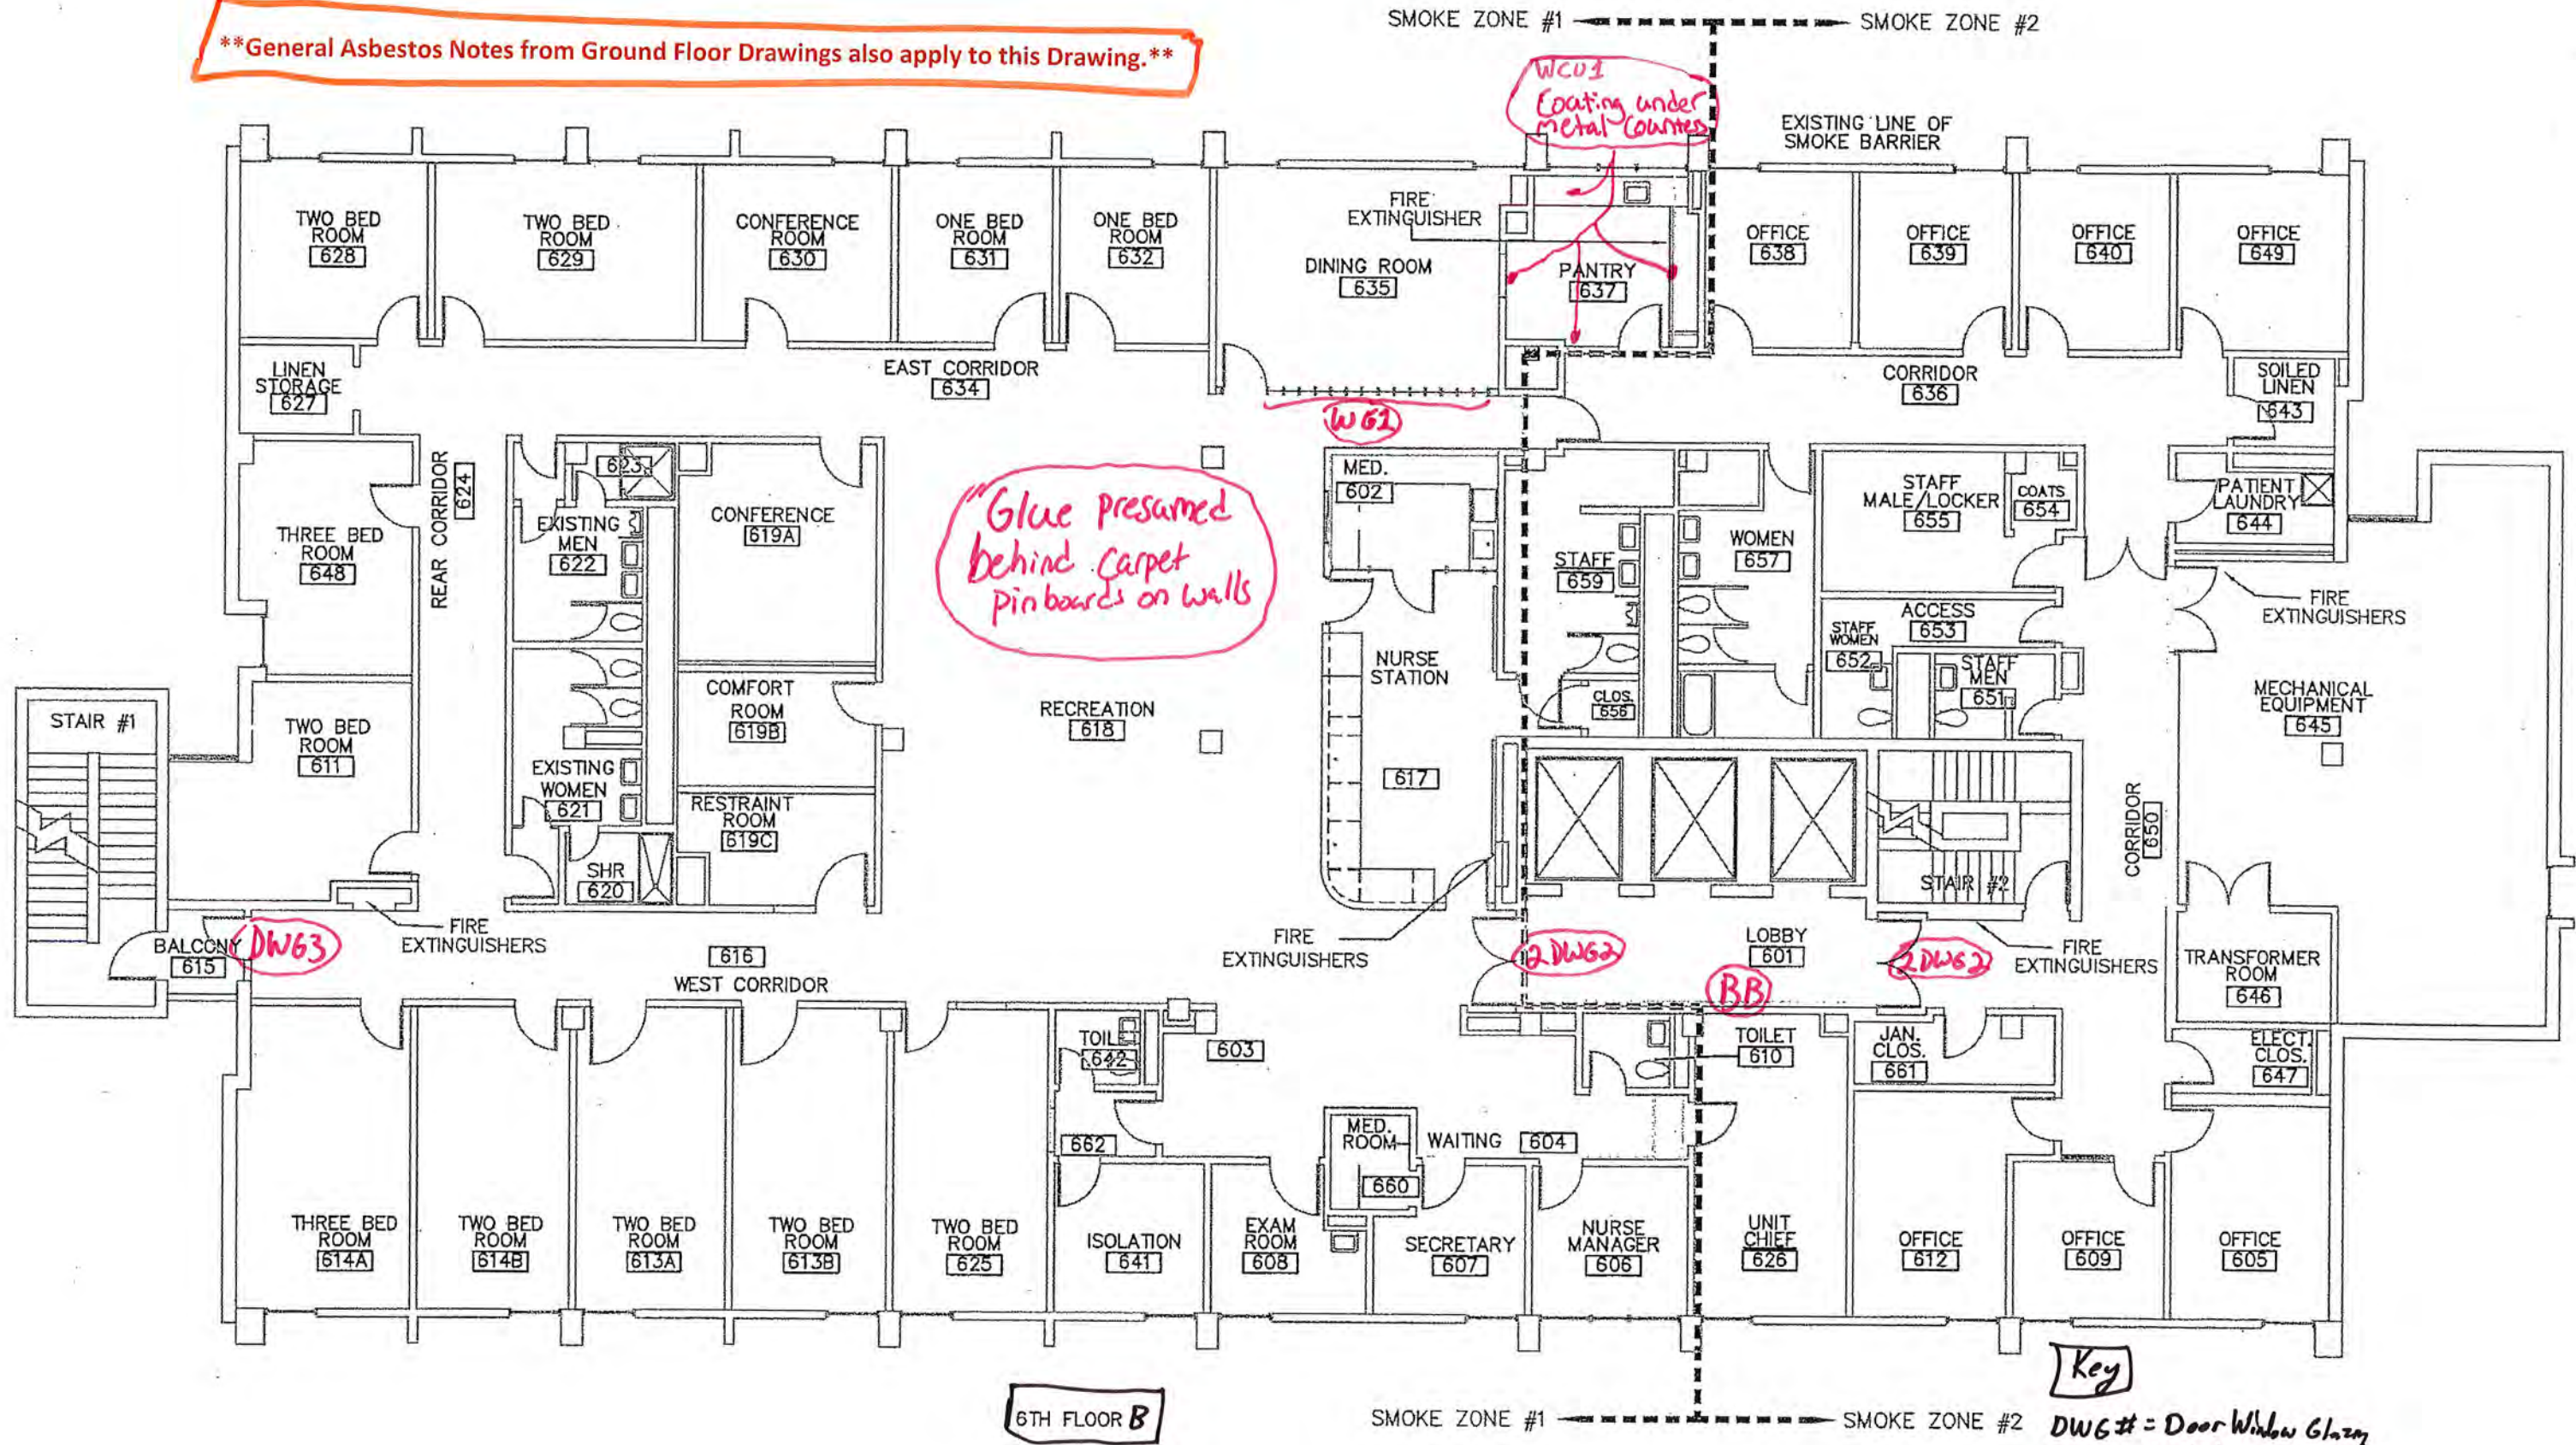 SMOKE ZONE #1
SMOKE ZONE #2
**General Asbestos Notes from Ground Floor Drawings also apply to this Drawing.**
WCU1
Coating under
metal Counters
EXISTING LINE OF
SMOKE BARRIER
TWO BED
ROOM
628
TWO BED
ROOM
629
CONFERENCE
ROOM
630
ONE BED
ROOM
631
ONE BED
ROOM
632
FIRE
EXTINGUISHER
DINING ROOM
635
PANTRY
637
OFFICE
638
OFFICE
639
OFFICE
640
OFFICE
649
LINEN
STORAGE
627
EAST CORRIDOR
634
CORRIDOR
636
SOILED
LINEN
643
WG1
REAR CORRIDOR
624
623
EXISTING
MEN
622
CONFERENCE
619A
"Glue presumed
behind carpet
pinboards on walls
MED.
602
STAFF
659
WOMEN
657
STAFF
MALE/LOCKER
655
COATS
654
PATIENT
LAUNDRY
644
THREE BED
ROOM
648
ACCESS
653
FIRE
EXTINGUISHERS
STAFF
WOMEN
652
STAFF
MEN
651
NURSE
STATION
617
CLOS.
656
COMFORT
ROOM
619B
RECREATION
618
MECHANICAL
EQUIPMENT
645
STAIR #1
TWO BED
ROOM
611
EXISTING
WOMEN
621
RESTRAINT
ROOM
619C
SHR
620
CORRIDOR
650
STAIR #2
FIRE
EXTINGUISHERS
BALCONY
615
DWG3
616
WEST CORRIDOR
FIRE
EXTINGUISHERS
2DWG2
LOBBY
601
2DWG2
FIRE
EXTINGUISHERS
TRANSFORMER
ROOM
646
BB
TOILET
642
603
TOILET
610
JAN.
CLOS.
661
ELECT.
CLOS.
647
662
MED.
ROOM
660
WAITING
604
THREE BED
ROOM
614A
TWO BED
ROOM
614B
TWO BED
ROOM
613A
TWO BED
ROOM
613B
TWO BED
ROOM
625
ISOLATION
641
EXAM
ROOM
608
SECRETARY
607
NURSE
MANAGER
606
UNIT
CHIEF
626
OFFICE
612
OFFICE
609
OFFICE
605
6TH FLOOR B
SMOKE ZONE #1
SMOKE ZONE #2
Key
DWG# = Door Window Glazing